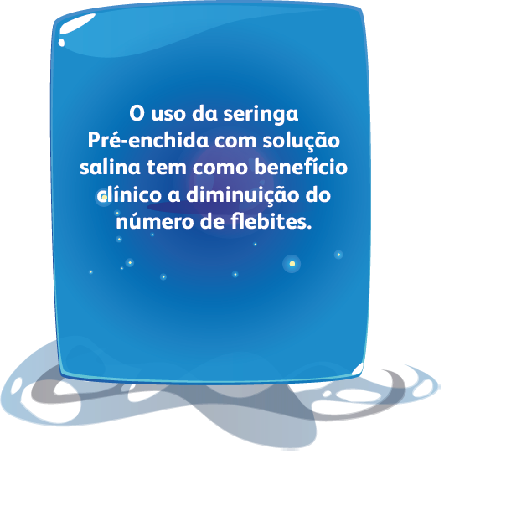 O uso da seringa
Pré-enchida com solução
salina tem como benefício
clínico a diminuição do
número de flebites.